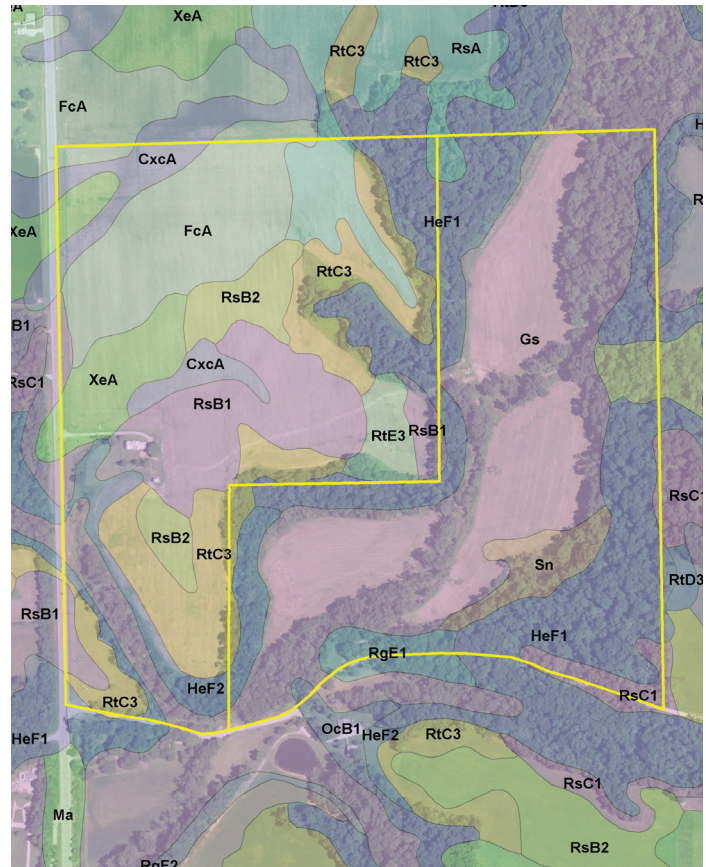 XeA
RtC3
RsA
RtC3
FcA
CxcA
HeF1
XeA
FcA
RtC3
RsB2
B1
Gs
CxcA
RsC1
XeA
RsB1
RsB1
RtE3
RsC1
RsB2
RtC3
Sn
RtD3
RsB1
HeF1
RgE1
HeF2
RsC1
RtC3
OcB1
HeF2
RtC3
HeF1
RsC1
Ma
RsB2